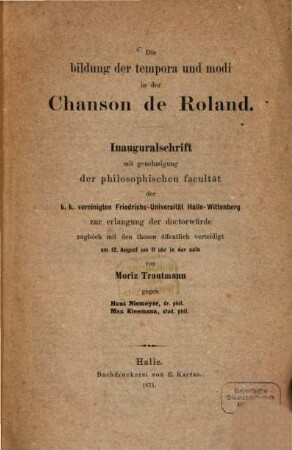 Die
bildung der tempora und modi
in der
Chanson de Roland.
Inauguralschrift
mit genehmigung
der philosophischen facultät
der
k. k. vereinigten Friedrichs-Universität Halle-Wittenberg
zur erlangung der doctorwürde
zugleich mit den thesen öffentlich verteidigt
am 12. August um 11 uhr in der aula
von
Moriz Trautmann
gegen
Hans Niemeyer, dr. phil.
Max Kleemann, stud. phil.
Halle.
Buchdruckerei von E. Karras.
1871.
Bayerische
Staatsbibliothek